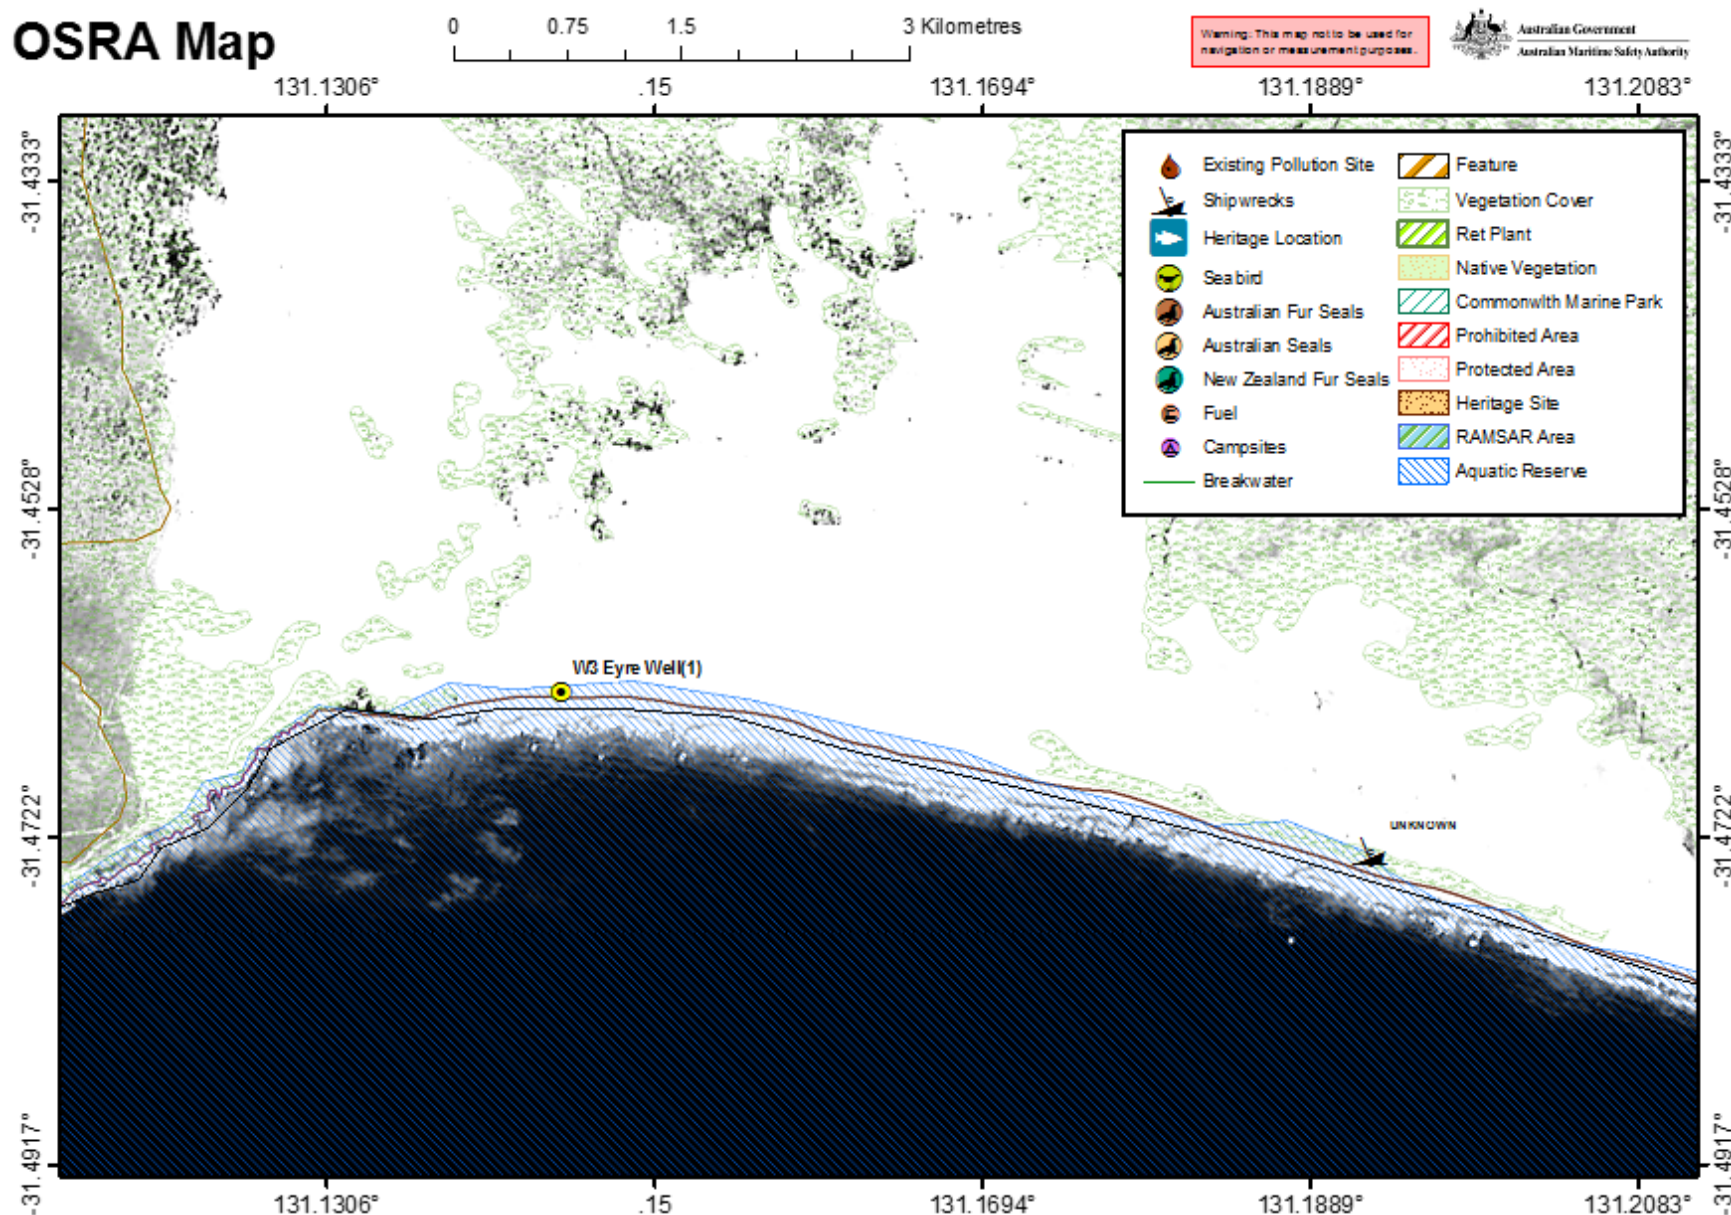 OSRA Map
0 0.75 1.5 3 Kilometres
Warning: This map not to be used for
navigation or measurement purposes.
Australian Government
Australian Maritime Safety Authority
131.1306° .15 131.1694° 131.1889° 131.2083°
-31.4333° -31.4333°
Existing Pollution Site
Shipwrecks
Heritage Location
Seabird
Australian Fur Seals
Australian Seals
New Zealand Fur Seals
Fuel
Campsites
Breakwater
Feature
Vegetation Cover
Ret Plant
Native Vegetation
Commonwlth Marine Park
Prohibited Area
Protected Area
Heritage Site
RAMSAR Area
Aquatic Reserve
-31.4528° -31.4528°
W3 Eyre Well(1)
UNKNOWN
-31.4722° -31.4722°
-31.4917° -31.4917°
131.1306° .15 131.1694° 131.1889° 131.2083°